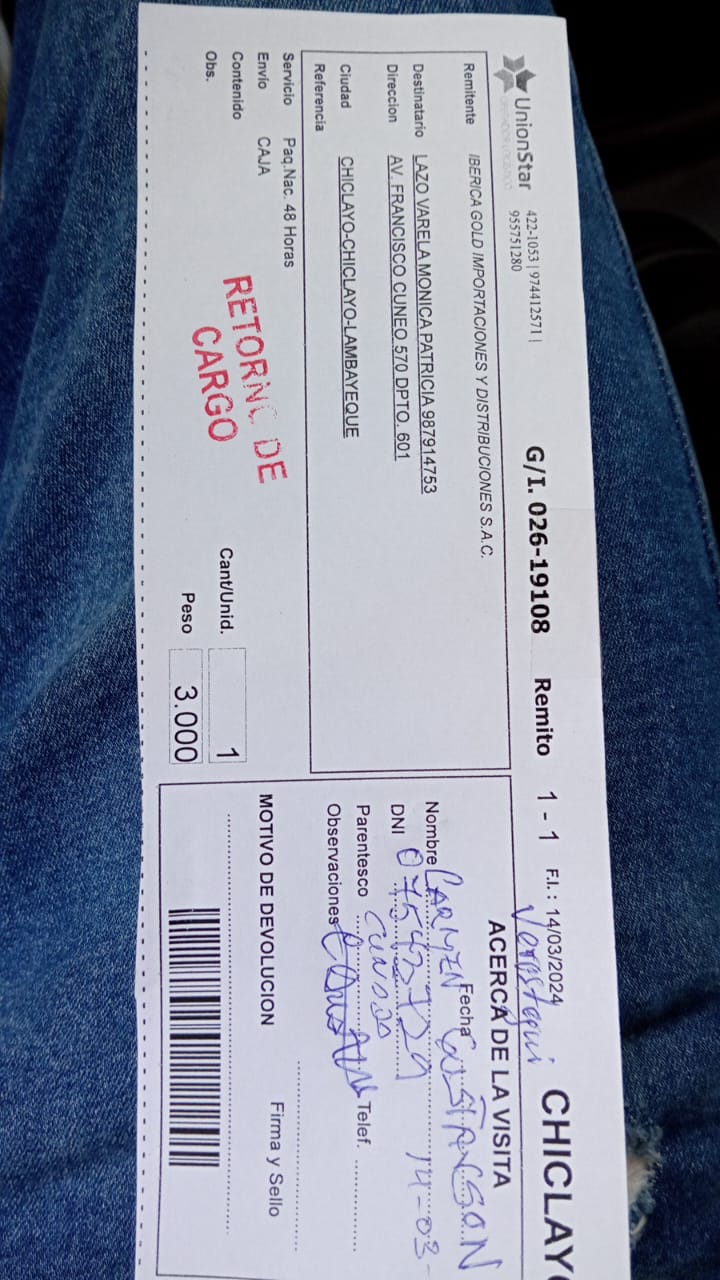 UnionStar
422-1053 | 974412571 |
955751280
G/I. 026-19108 Remito 1 - 1 F.I.: 14/03/2024 CHICLAYO
Remitente IBERICA GOLD IMPORTACIONES Y DISTRIBUCIONES S.A.C.
Destinatario LAZO VARELA MONICA PATRICIA 987914753
Direccion AV. FRANCISCO CUNEO 570 DPTO. 601
Ciudad CHICLAYO-CHICLAYO-LAMBAYEQUE
Referencia
Servicio Paq.Nac. 48 Horas
Envio CAJA
Contenido
Obs.
RETORNO DE
CARGO
Cant/Unid. 1
Peso 3.000
Verastegui
ACERCA DE LA VISITA
Fecha
Nombre CARMEN 14-03-
DNI
Parentesco
Observaciones Telef.
MOTIVO DE DEVOLUCION Firma y Sello